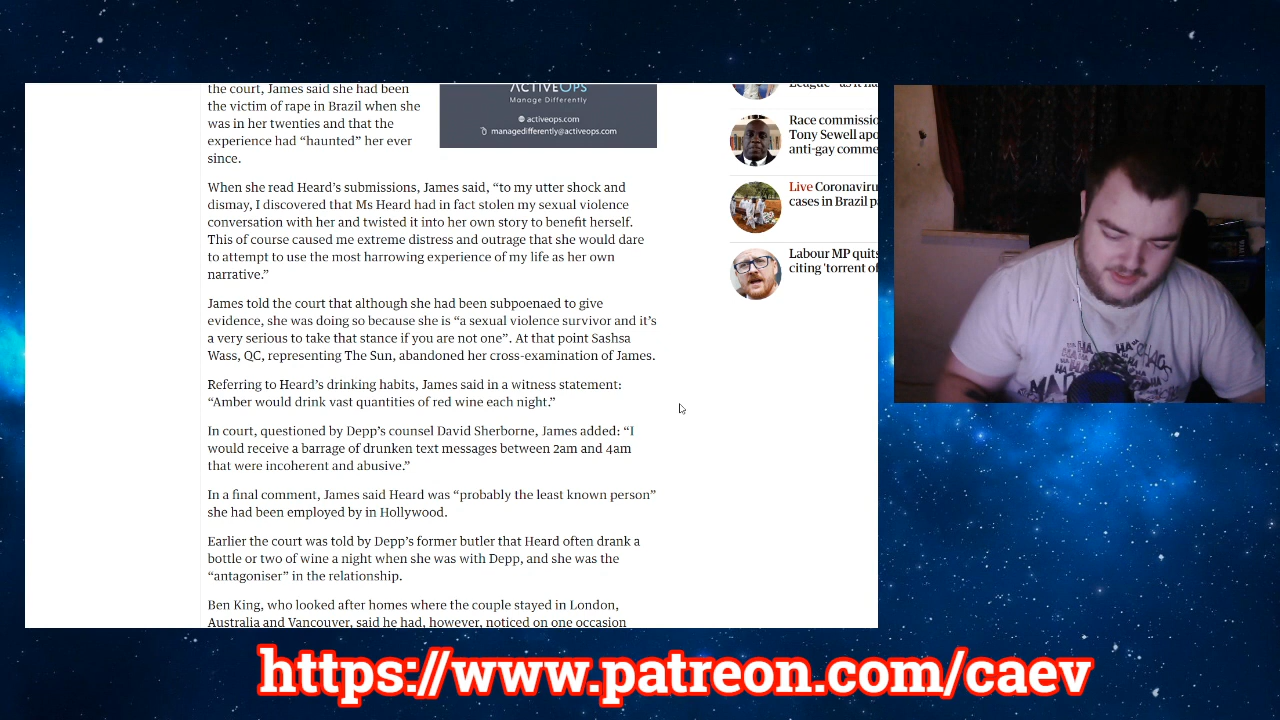 the court, James said she had been
the victim of rape in Brazil when she
was in her twenties and that the
experience had “haunted” her ever
since.
When she read Heard’s submissions, James said, “to my utter shock and
dismay, I discovered that Ms Heard had in fact stolen my sexual violence
conversation with her and twisted it into her own story to benefit herself.
This of course caused me extreme distress and outrage that she would dare
to attempt to use the most harrowing experience of my life as her own
narrative.”
James told the court that although she had been subpoenaed to give
evidence, she was doing so because she is “a sexual violence survivor and it’s
a very serious to take that stance if you are not one”. At that point Sashsa
Wass, QC, representing The Sun, abandoned her cross-examination of James.
Referring to Heard’s drinking habits, James said in a witness statement:
“Amber would drink vast quantities of red wine each night.”
In court, questioned by Depp’s counsel David Sherborne, James added: “I
would receive a barrage of drunken text messages between 2am and 4am
that were incoherent and abusive.”
In a final comment, James said Heard was “probably the least known person”
she had been employed by in Hollywood.
Earlier the court was told by Depp’s former butler that Heard often drank a
bottle or two of wine a night when she was with Depp, and she was the
“antagoniser” in the relationship.
Ben King, who looked after homes where the couple stayed in London,
Australia and Vancouver, said he had, however, noticed on one occasion
ACTIVEOPS
Manage Differently
activeops.com
managedifferently@activeops.com
Race commissio
Tony Sewell apo
anti-gay comme
Live Coronaviru
cases in Brazil p
Labour MP quits
citing ‘torrent of
HA HA
https://www.patreon.com/caev